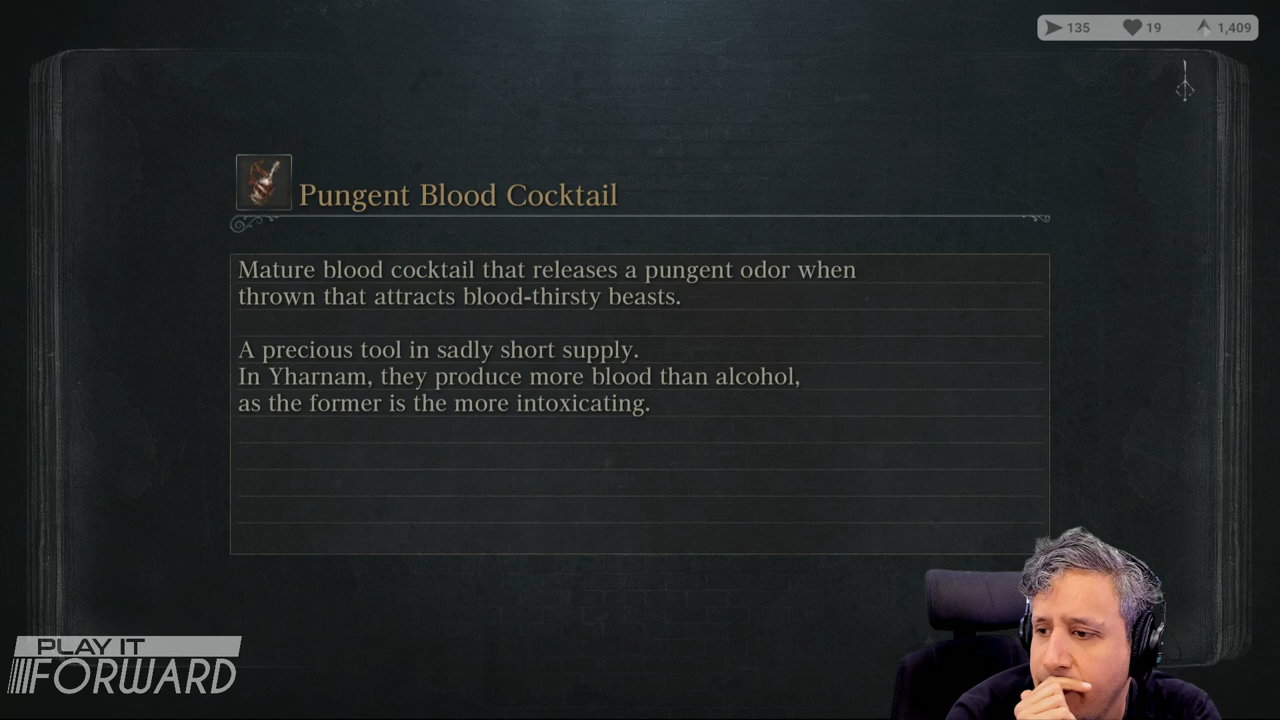 135 19 1,409
Pungent Blood Cocktail
Mature blood cocktail that releases a pungent odor when
thrown that attracts blood-thirsty beasts.
A precious tool in sadly short supply.
In Yharnam, they produce more blood than alcohol,
as the former is the more intoxicating.
PLAY IT
FORWARD